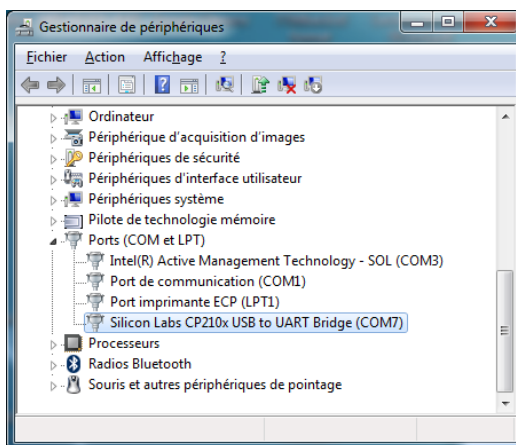 Gestionnaire de périphériques
Fichier Action Affichage ?
Ordinateur
Périphérique d'acquisition d'images
Périphériques de sécurité
Périphériques d'interface utilisateur
Périphériques système
Pilote de technologie mémoire
Ports (COM et LPT)
Intel(R) Active Management Technology - SOL (COM3)
Port de communication (COM1)
Port imprimante ECP (LPT1)
Silicon Labs CP210x USB to UART Bridge (COM7)
Processeurs
Radios Bluetooth
Souris et autres périphériques de pointage